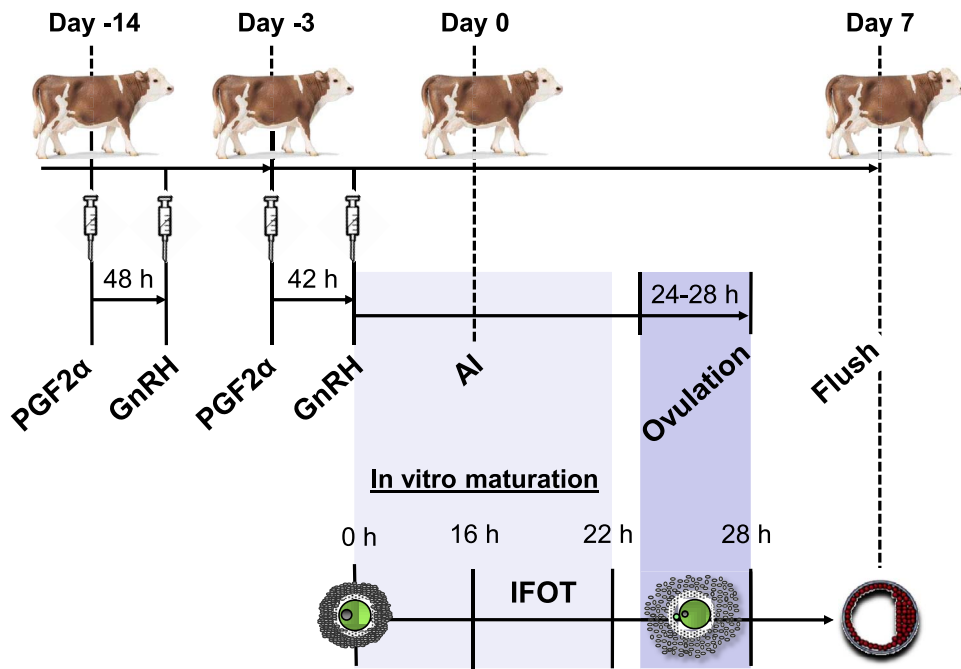 Day -14
Day -3
Day 0
Day 7
48 h
42 h
24-28 h
PGF2α
GnRH
PGF2α
GnRH
AI
Ovulation
Flush
In vitro maturation
0 h
16 h
22 h
28 h
IFOT